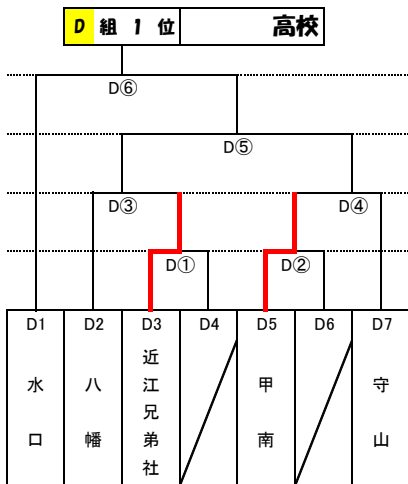 D 組 1 位 高校
D⑥
D⑤
D③ D④
D① D②
D1 D2 D3 D4 D5 D6 D7
水口
八幡
近江兄弟社
甲南
守山